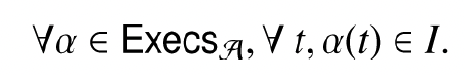 ∀α ∈ Execs𝒜, ∀ t, α(t) ∈ I.